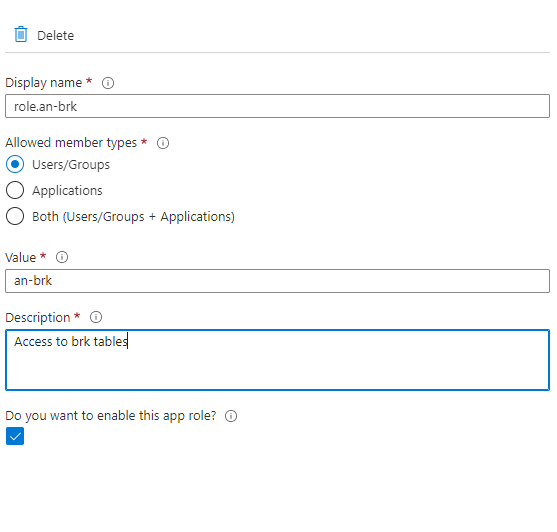 Delete
Display name *
role.an-brk
Allowed member types *
Users/Groups
Applications
Both (Users/Groups + Applications)
Value *
an-brk
Description *
Access to brk tables
Do you want to enable this app role?